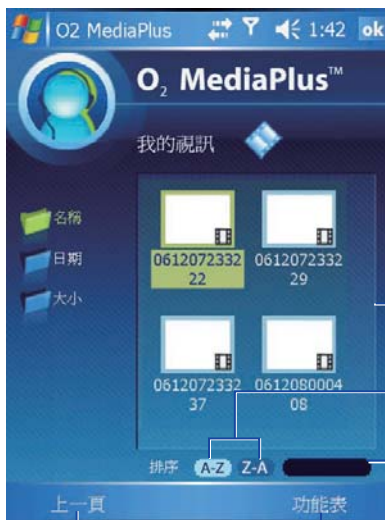 O2 MediaPlus 1:42 ok
O2 MediaPlus™
我的視訊
名稱
日期
大小
0612072332
22
0612072332
29
0612072332
37
0612080004
08
排序 A-Z Z-A
上一頁 功能表